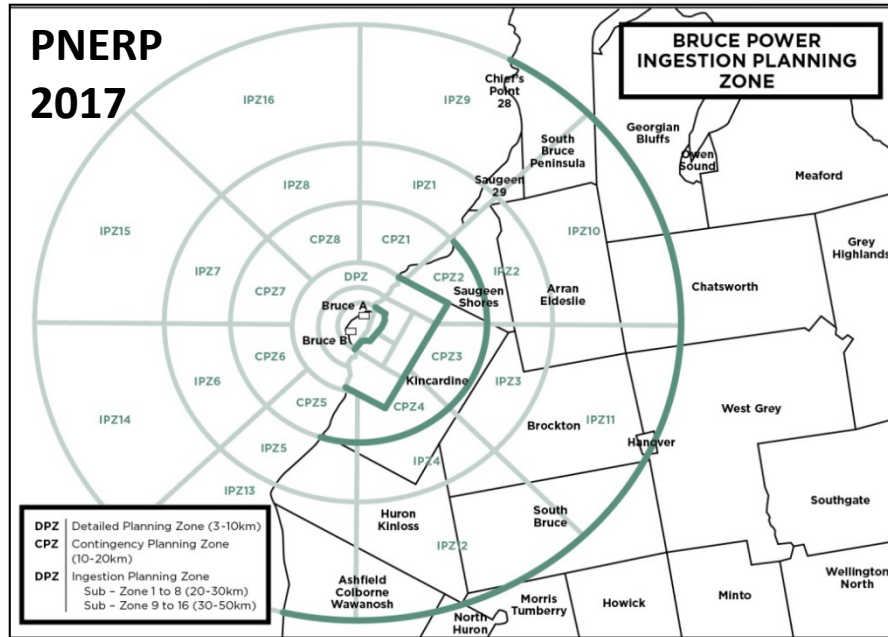 PNERP
2017
BRUCE POWER
INGESTION PLANNING
ZONE
IPZ16
IPZ9
Chief's
Point
28
Georgian
Bluffs
South
Bruce
Peninsula
Owen
Sound
Meaford
IPZ8
IPZ1
Saugeen
29
IPZ15
CPZ8
CPZ1
IPZ10
Grey
Highlands
IPZ7
DPZ
CPZ2
IPZ2
CPZ7
Saugeen
Shores
Arran
Eldeslie
Chatsworth
Bruce A
Bruce B
CPZ6
CPZ3
IPZ6
Kincardine
IPZ3
CPZ5
CPZ4
IPZ14
West Grey
Brockton
IPZ11
Hanover
IPZ5
IPZ4
IPZ13
Southgate
Huron
Kinloss
South
Bruce
IPZ12
DPZ Detailed Planning Zone (3-10km)
CPZ Contingency Planning Zone
(10-20km)
DPZ Ingestion Planning Zone
Sub - Zone 1 to 8 (20-30km)
Sub - Zone 9 to 16 (30-50km)
Ashfield
Colborne
Wawanosh
Morris
Tumberry
North
Huron
Howick
Minto
Wellington
North